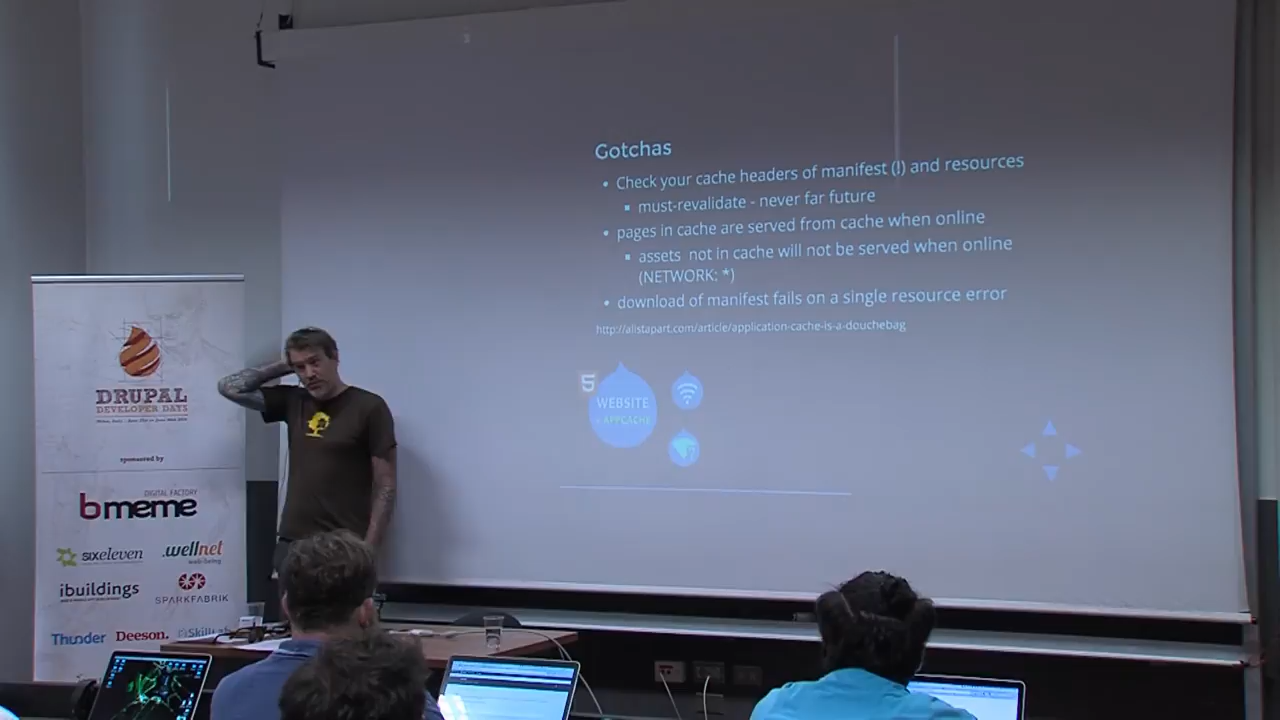 Gotchas
• Check your cache headers of manifest (!) and resources
▪ must-revalidate - never far future
• pages in cache are served from cache when online
▪ assets not in cache will not be served when online
(NETWORK: *)
• download of manifest fails on a single resource error
http://alistapart.com/article/application-cache-is-a-douchebag
5
WEBSITE
+ APPCACHE
DRUPAL
DEVELOPER DAYS
sponsored by
DIGITAL FACTORY
bmeme
sixeleven
.wellnet
ibuildings
SPARKFABRIK
Thunder
Deeson.